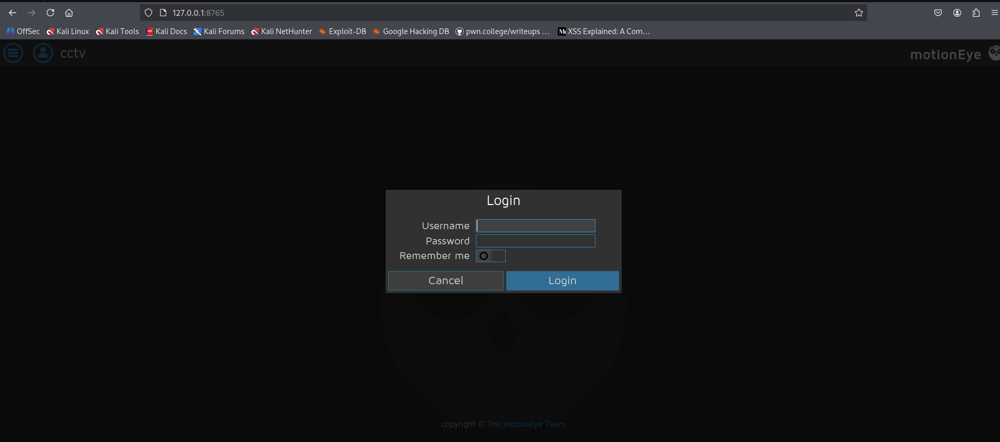 127.0.0.1:8765
OffSec Kali Linux Kali Tools Kali Docs Kali Forums Kali NetHunter Exploit-DB Google Hacking DB pwn.college/writeups ... XSS Explained: A Com...
cctv
motionEye
Login
Username
Password
Remember me
Cancel Login
copyright © The motionEye Team